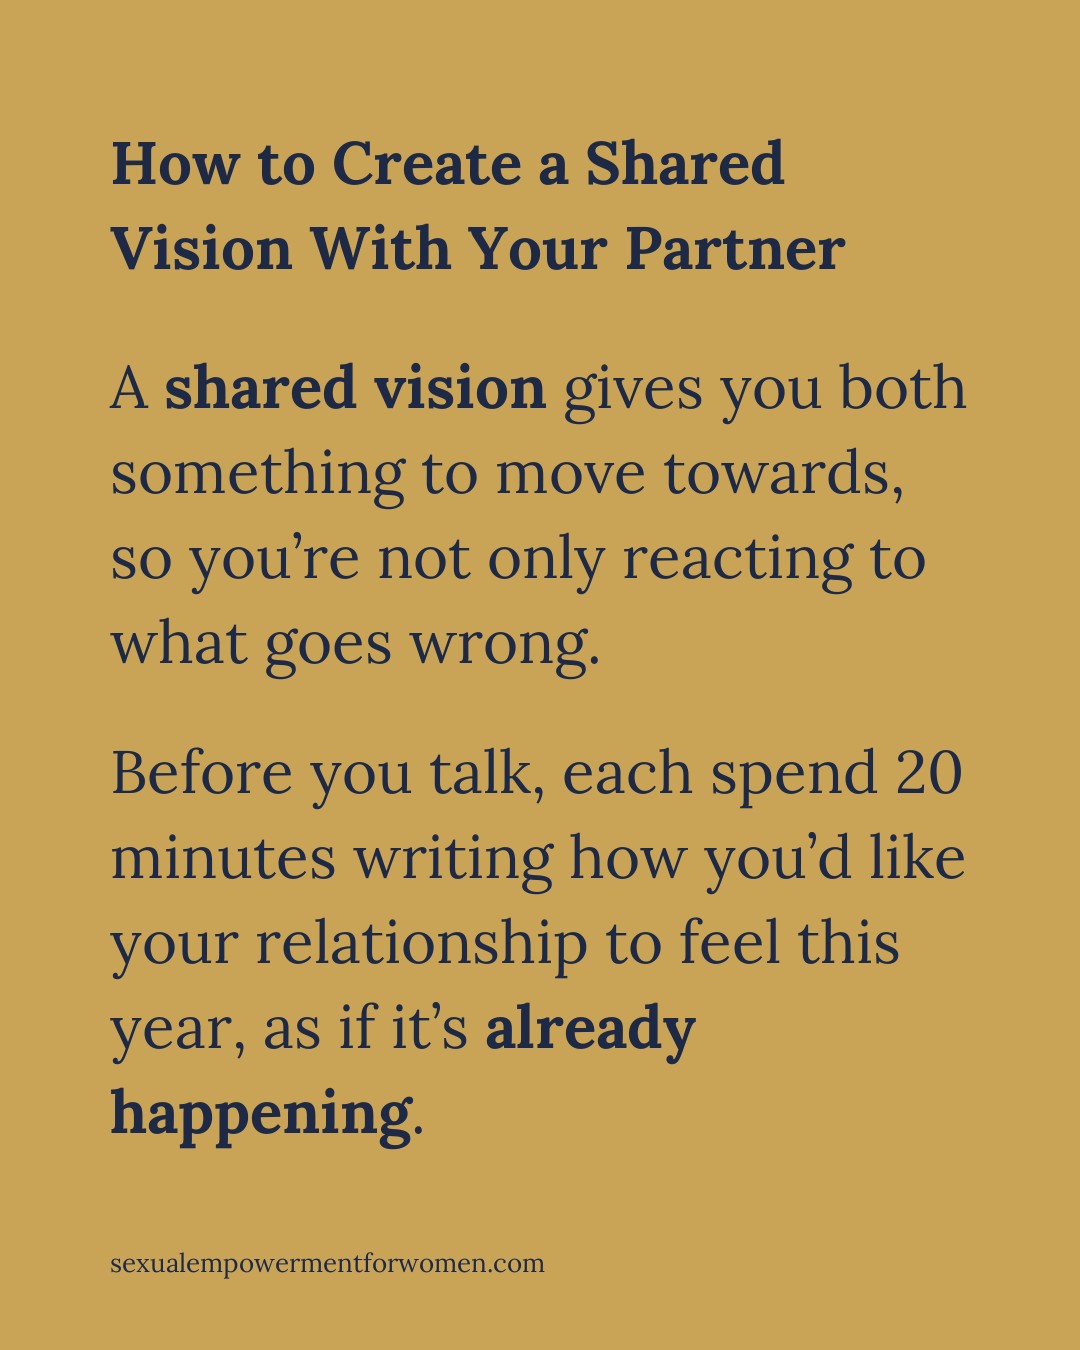 How to Create a Shared
Vision With Your Partner
A shared vision gives you both
something to move towards,
so you’re not only reacting to
what goes wrong.
Before you talk, each spend 20
minutes writing how you’d like
your relationship to feel this
year, as if it’s already
happening.
sexualempowermentforwomen.com